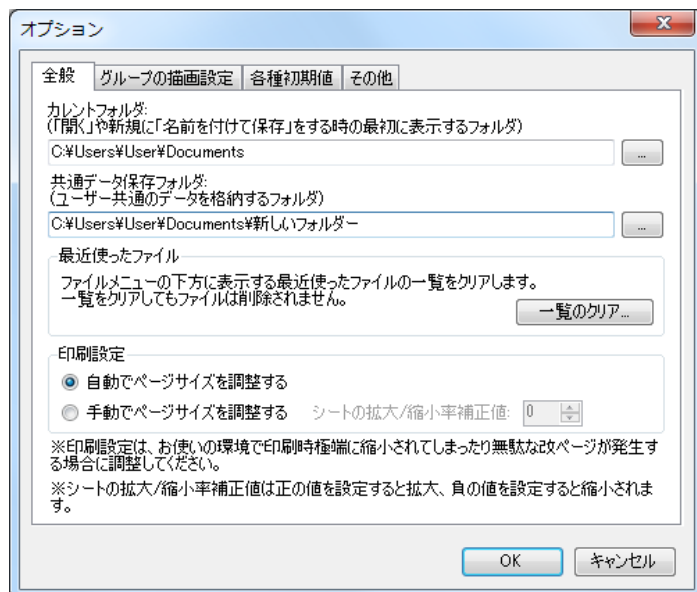 オプション
全般 グループの描画設定 各種初期値 その他
カレントフォルダ:
(「開く」や新規に「名前を付けて保存」をする時の最初に表示するフォルダ)
C:¥Users¥User¥Documents
...
共通データ保存フォルダ:
(ユーザー共通のデータを格納するフォルダ)
C:¥Users¥User¥Documents¥新しいフォルダー
...
最近使ったファイル
ファイルメニューの下方に表示する最近使ったファイルの一覧をクリアします。
一覧をクリアしてもファイルは削除されません。
一覧のクリア...
印刷設定
自動でページサイズを調整する
手動でページサイズを調整する シートの拡大/縮小率補正値: 0
※印刷設定は、お使いの環境で印刷時極端に縮小されてしまったり無駄な改ページが発生す
る場合に調整してください。
※シートの拡大/縮小率補正値は正の値を設定すると拡大、負の値を設定すると縮小されま
す。
OK キャンセル